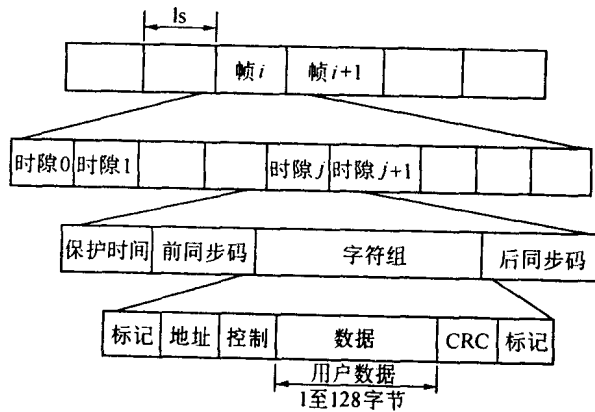 1s
帧i 帧i+1
时隙0 时隙1 时隙j 时隙j+1
保护时间 前同步码 字符组 后同步码
标记 地址 控制 数据 CRC 标记
用户数据
1至128字节